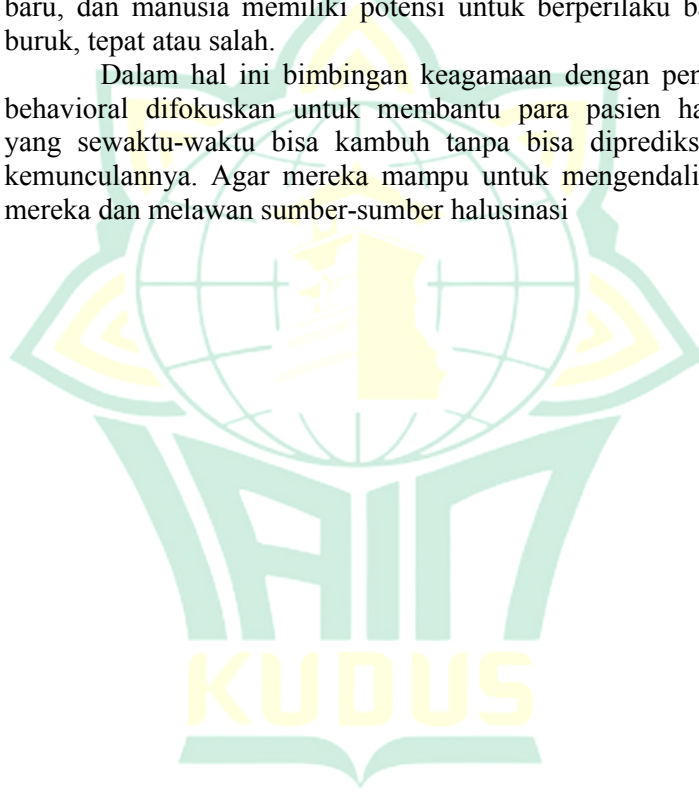 baru, dan manusia memiliki potensi untuk berperilaku
buruk, tepat atau salah.
Dalam hal ini bimbingan keagamaan dengan
behavioral difokuskan untuk membantu para pasien
yang sewaktu-waktu bisa kambuh tanpa bisa
kemunculannya. Agar mereka mampu untuk
mereka dan melawan sumber-sumber halusinasi
IAIN
KUDUS